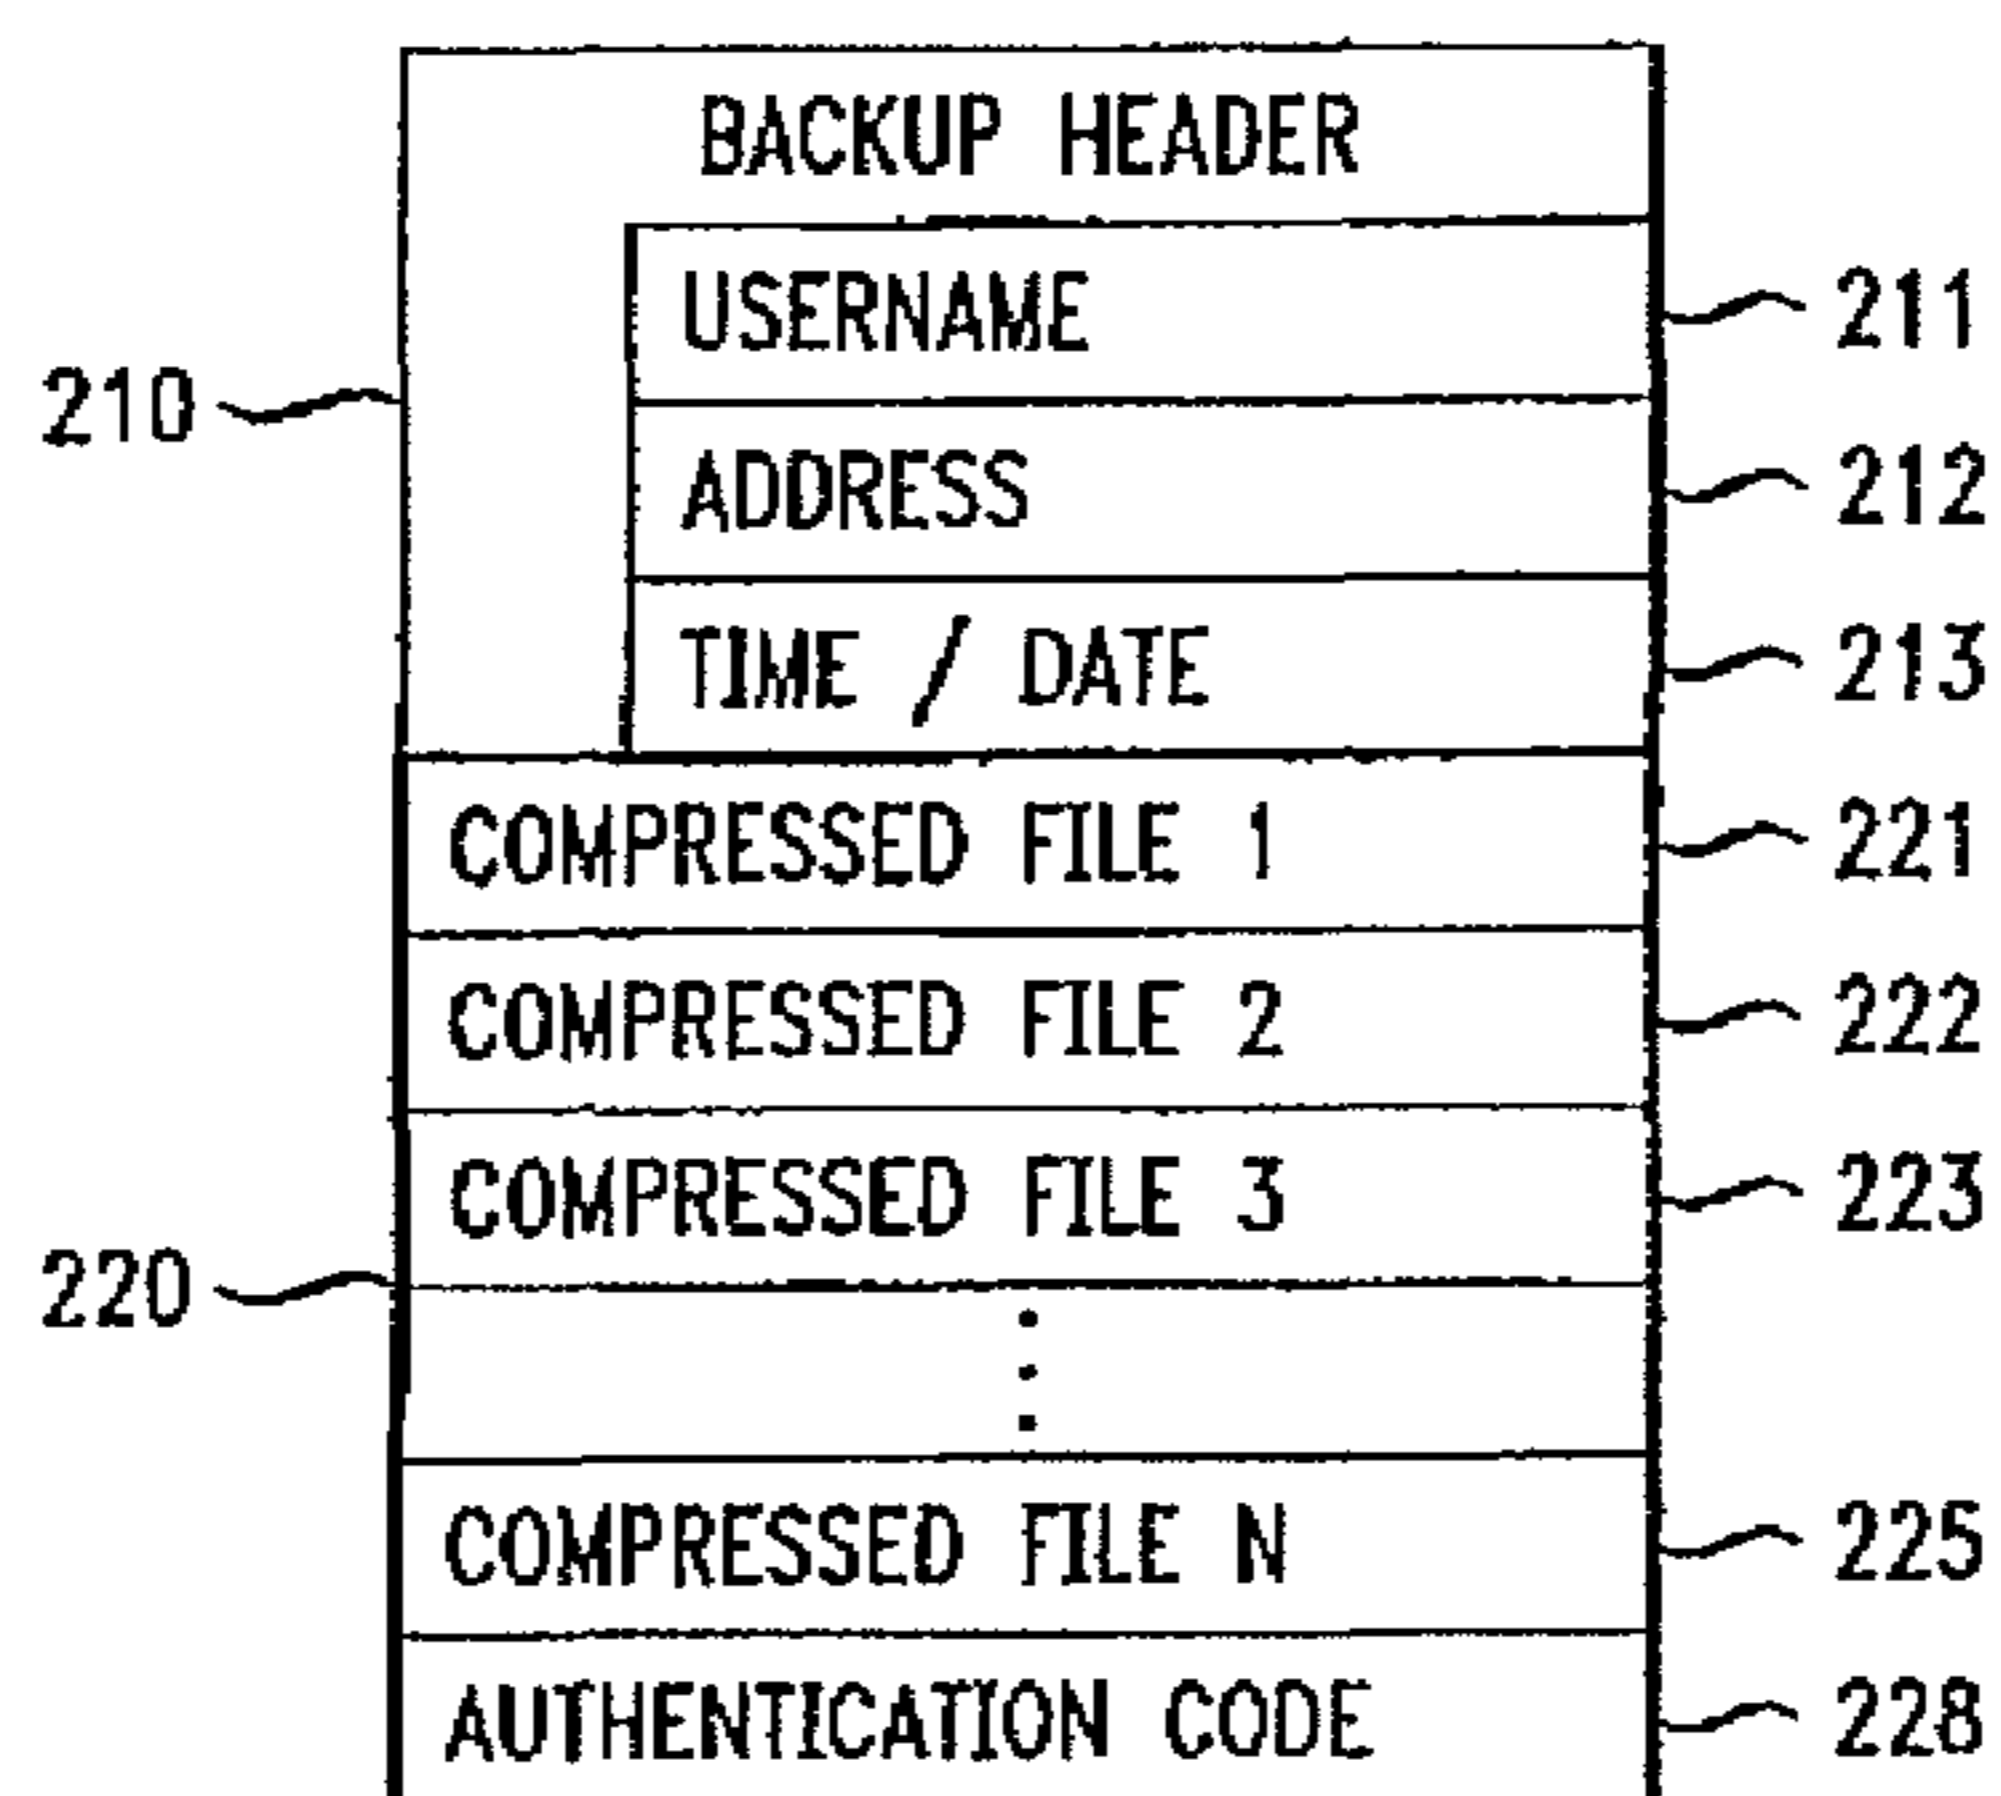 BACKUP HEADER
USERNAME 211
210
ADDRESS 212
TIME / DATE 213
COMPRESSED FILE 1 221
COMPRESSED FILE 2 222
COMPRESSED FILE 3 223
220
COMPRESSED FILE N 225
AUTHENTICATION CODE 228